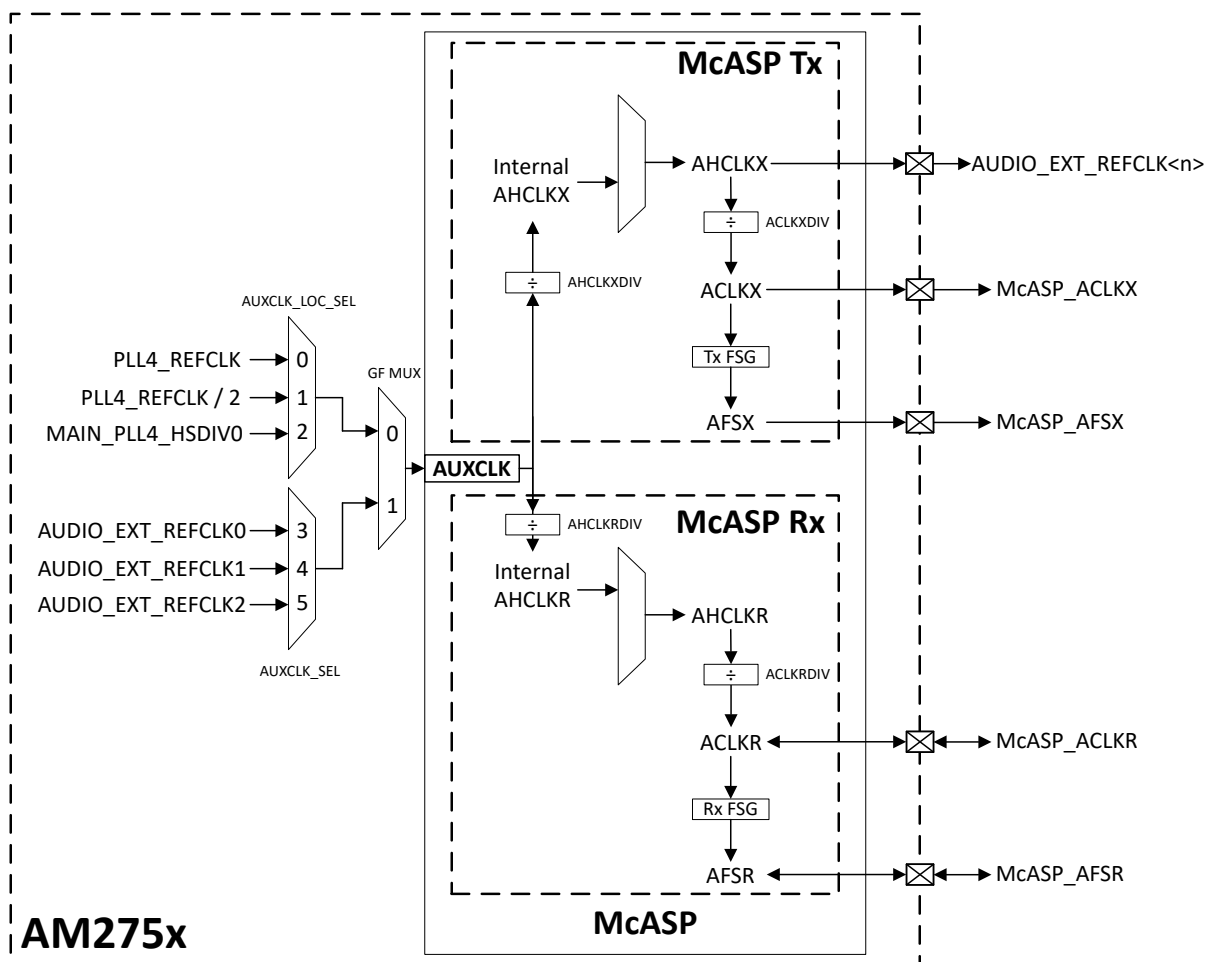 McASP Tx
Internal
AHCLKX
AHCLKX
AUDIO_EXT_REFCLK<n>
÷
ACLKXDIV
÷
AHCLKXDIV
ACLKX
McASP_ACLKX
Tx FSG
AFSX
McASP_AFSX
AUXCLK_LOC_SEL
PLL4_REFCLK
0
PLL4_REFCLK / 2
1
MAIN_PLL4_HSDIV0
2
GF MUX
0
1
AUXCLK
AUDIO_EXT_REFCLK0
3
AUDIO_EXT_REFCLK1
4
AUDIO_EXT_REFCLK2
5
AUXCLK_SEL
McASP Rx
÷
AHCLKRDIV
Internal
AHCLKR
AHCLKR
÷
ACLKRDIV
ACLKR
McASP_ACLKR
Rx FSG
AFSR
McASP_AFSR
McASP
AM275x